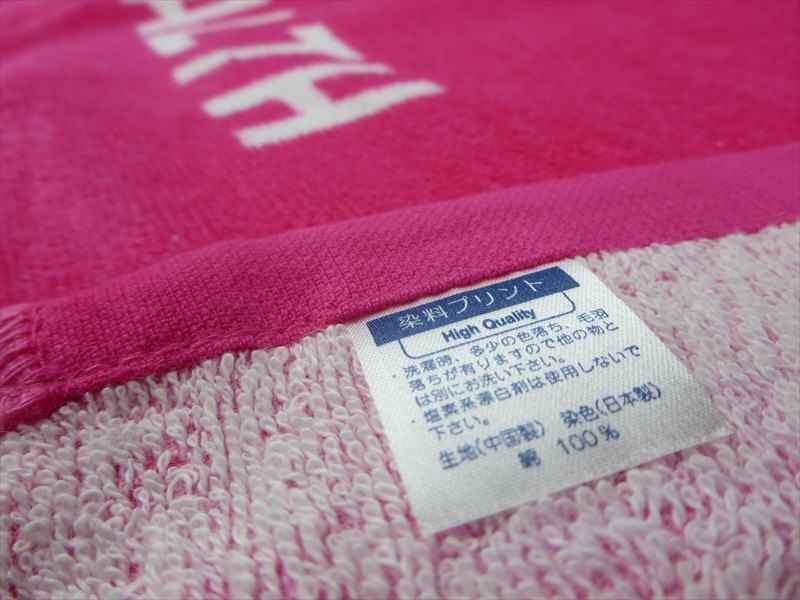 ALTH
染料プリント
High Quality
・洗濯時、多少の色落ち、毛羽
落ちが有りますので他の物と
は別にお洗い下さい。
・塩素系漂白剤は使用しないで
下さい。
生地(中国製) 染色(日本製)
綿 100%